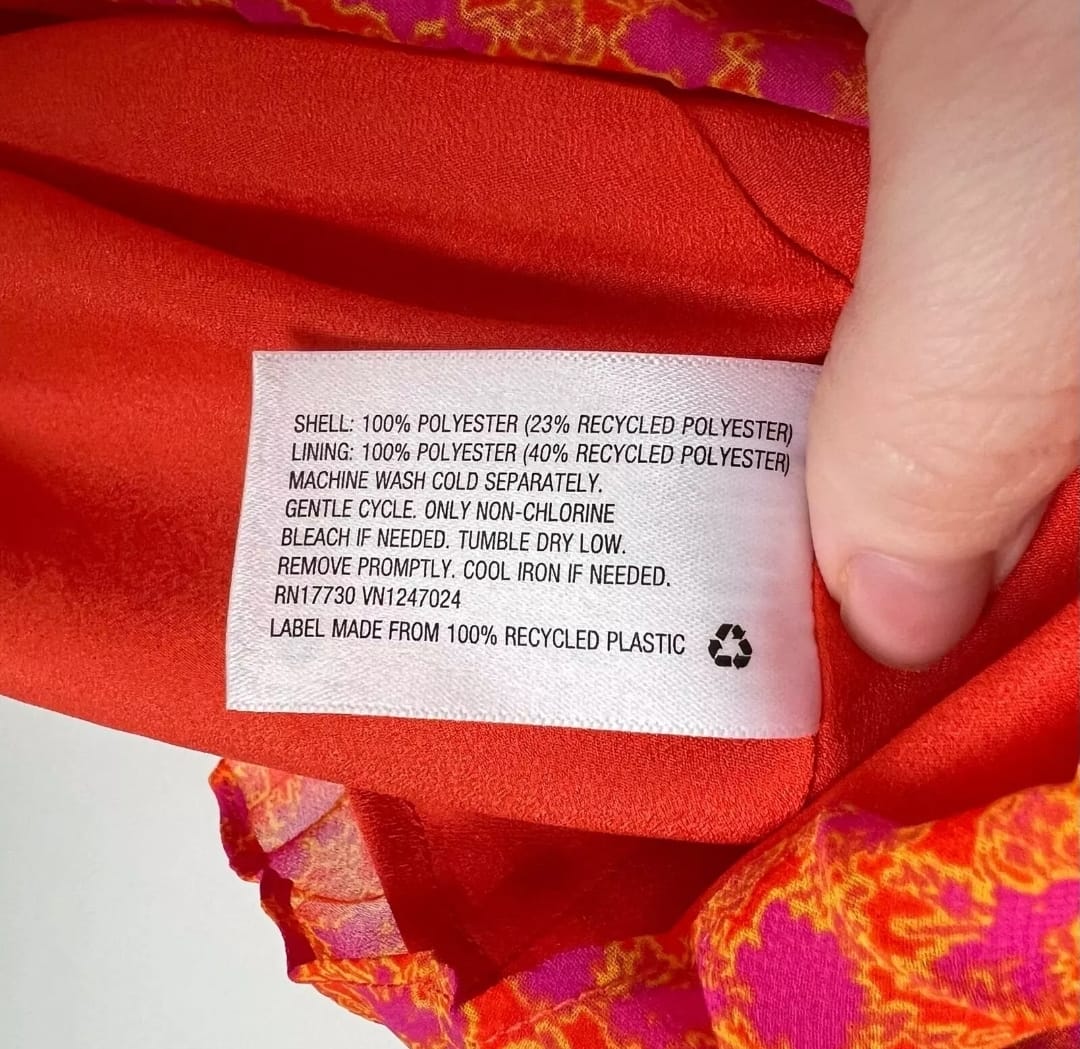 SHELL: 100% POLYESTER (23% RECYCLED POLYESTER)
LINING: 100% POLYESTER (40% RECYCLED POLYESTER)
MACHINE WASH COLD SEPARATELY.
GENTLE CYCLE. ONLY NON-CHLORINE
BLEACH IF NEEDED. TUMBLE DRY LOW.
REMOVE PROMPTLY. COOL IRON IF NEEDED.
RN17730 VN1247024
LABEL MADE FROM 100% RECYCLED PLASTIC